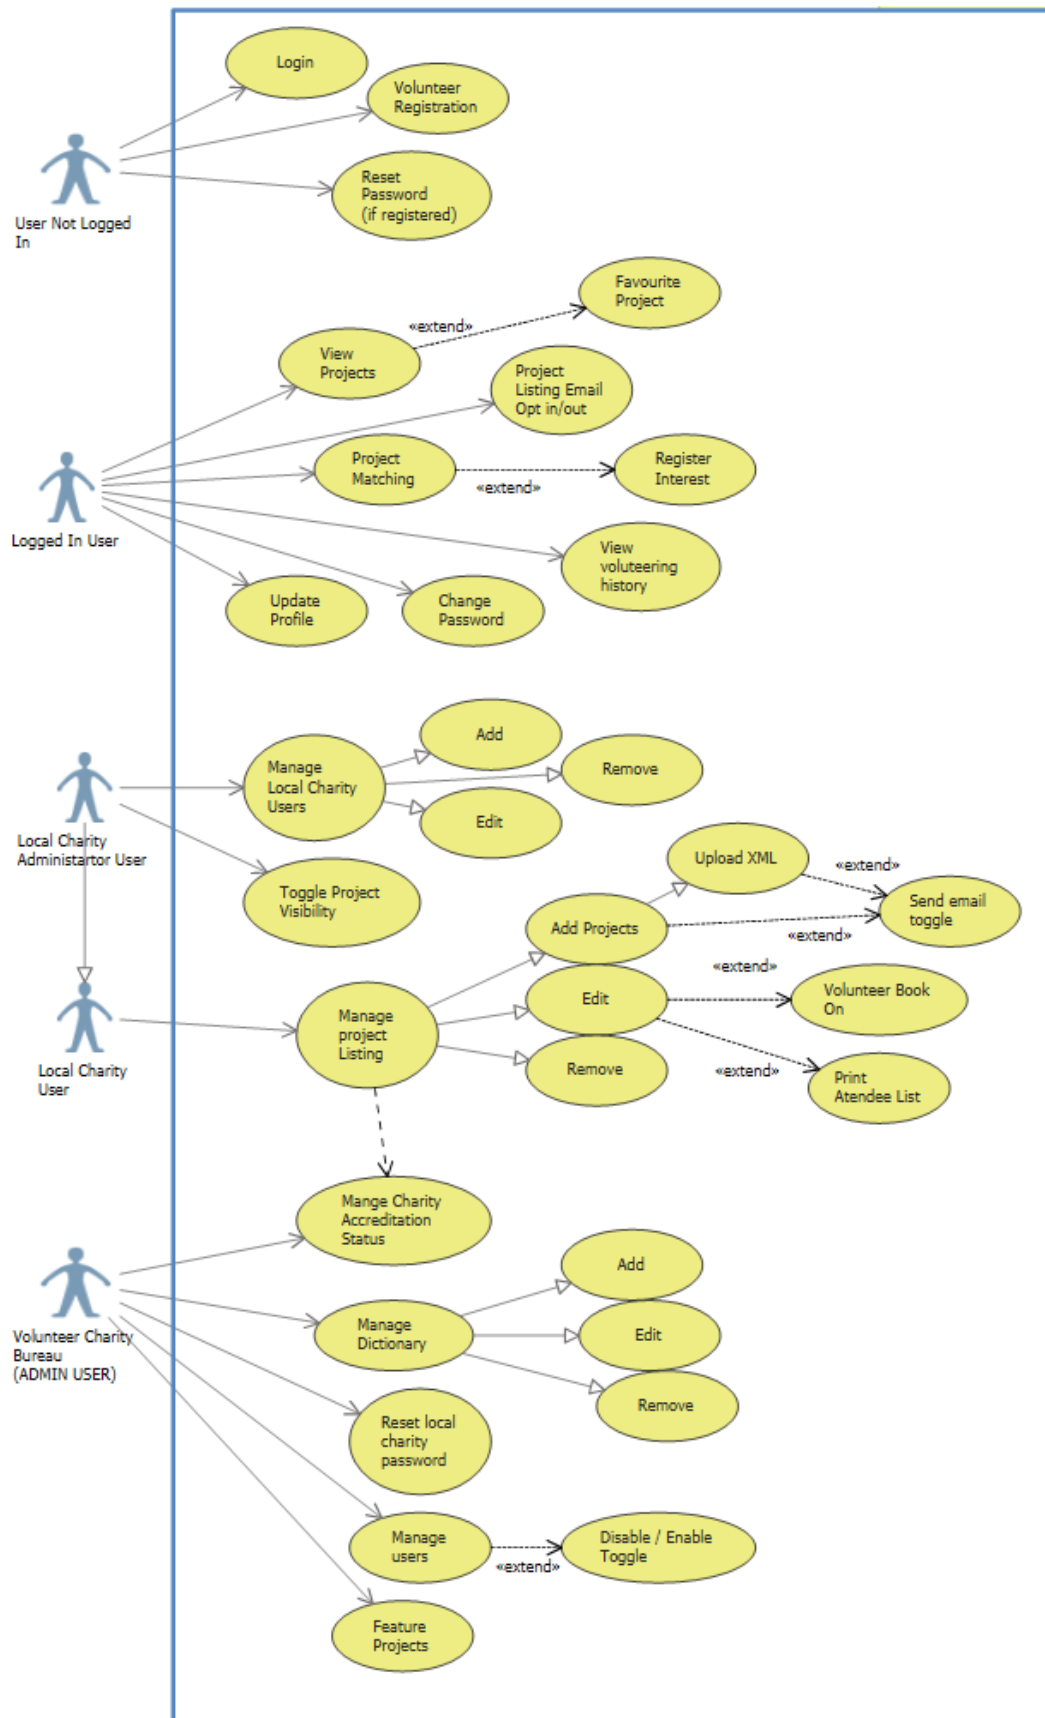 Login
Volunteer
Registration
Reset
Password
(if registered)
User Not Logged
In
Favourite
Project
«extend»
View
Projects
Project
Listing Email
Opt in/out
Project
Matching
«extend»
Register
Interest
Logged In User
View
voluteering
history
Update
Profile
Change
Password
Add
Manage
Local Charity
Users
Remove
Edit
Local Charity
Administartor User
Toggle Project
Visibility
Upload XML
«extend»
Send email
toggle
Add Projects
«extend»
«extend»
Manage
project
Listing
Edit
Volunteer Book
On
Remove
«extend»
Print
Atendee List
Local Charity
User
Mange Charity
Accreditation
Status
Add
Manage
Dictionary
Edit
Remove
Volunteer Charity
Bureau
(ADMIN USER)
Reset local
charity
password
Manage
users
«extend»
Disable / Enable
Toggle
Feature
Projects